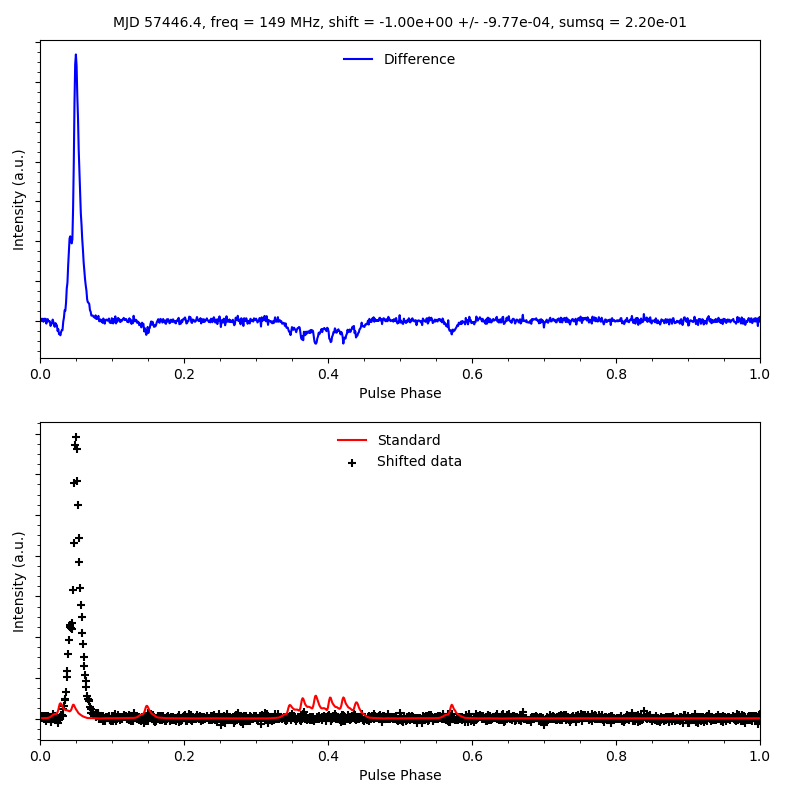 MJD 57446.4, freq = 149 MHz, shift = -1.00e+00 +/- -9.77e-04, sumsq = 2.20e-01
Difference
Intensity (a.u.)
0.0 0.2 0.4 0.6 0.8 1.0
Pulse Phase
Standard
Shifted data
Intensity (a.u.)
0.0 0.2 0.4 0.6 0.8 1.0
Pulse Phase